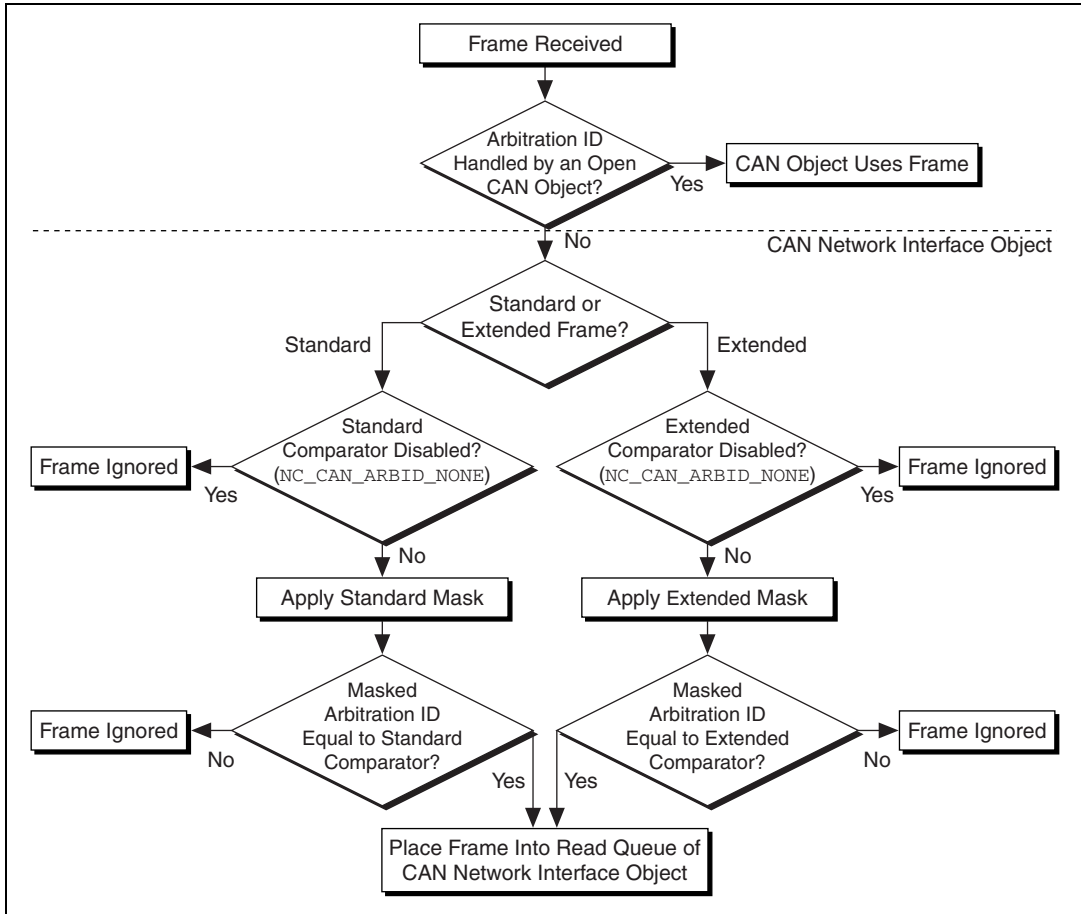 Frame Received
Arbitration ID
Handled by an Open
CAN Object?
Yes
CAN Object Uses Frame
No
CAN Network Interface Object
Standard or
Extended Frame?
Standard
Extended
Standard
Comparator Disabled?
(NC_CAN_ARBID_NONE)
Extended
Comparator Disabled?
(NC_CAN_ARBID_NONE)
Frame Ignored
Yes
Yes
Frame Ignored
No
No
Apply Standard Mask
Apply Extended Mask
Masked
Arbitration ID
Equal to Standard
Comparator?
Masked
Arbitration ID
Equal to Extended
Comparator?
Frame Ignored
No
No
Frame Ignored
Yes
Yes
Place Frame Into Read Queue of
CAN Network Interface Object